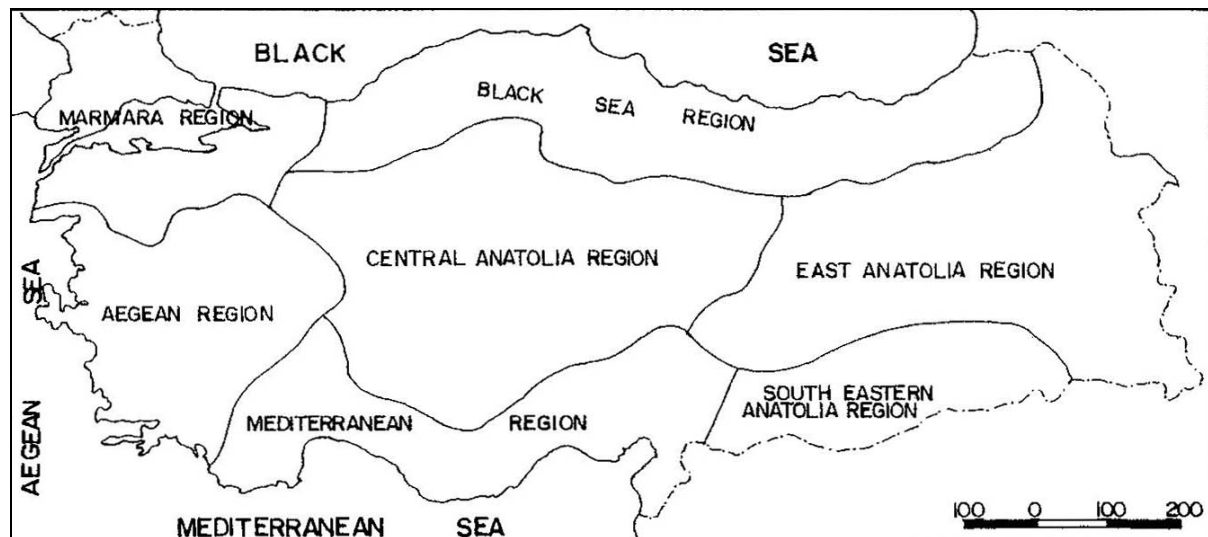 BLACK SEA
BLACK SEA REGION
MARMARA REGION
CENTRAL ANATOLIA REGION
EAST ANATOLIA REGION
AEGEAN SEA
AEGEAN REGION
SOUTH EASTERN
ANATOLIA REGION
MEDITERRANEAN REGION
MEDITERRANEAN SEA
100 0 100 200